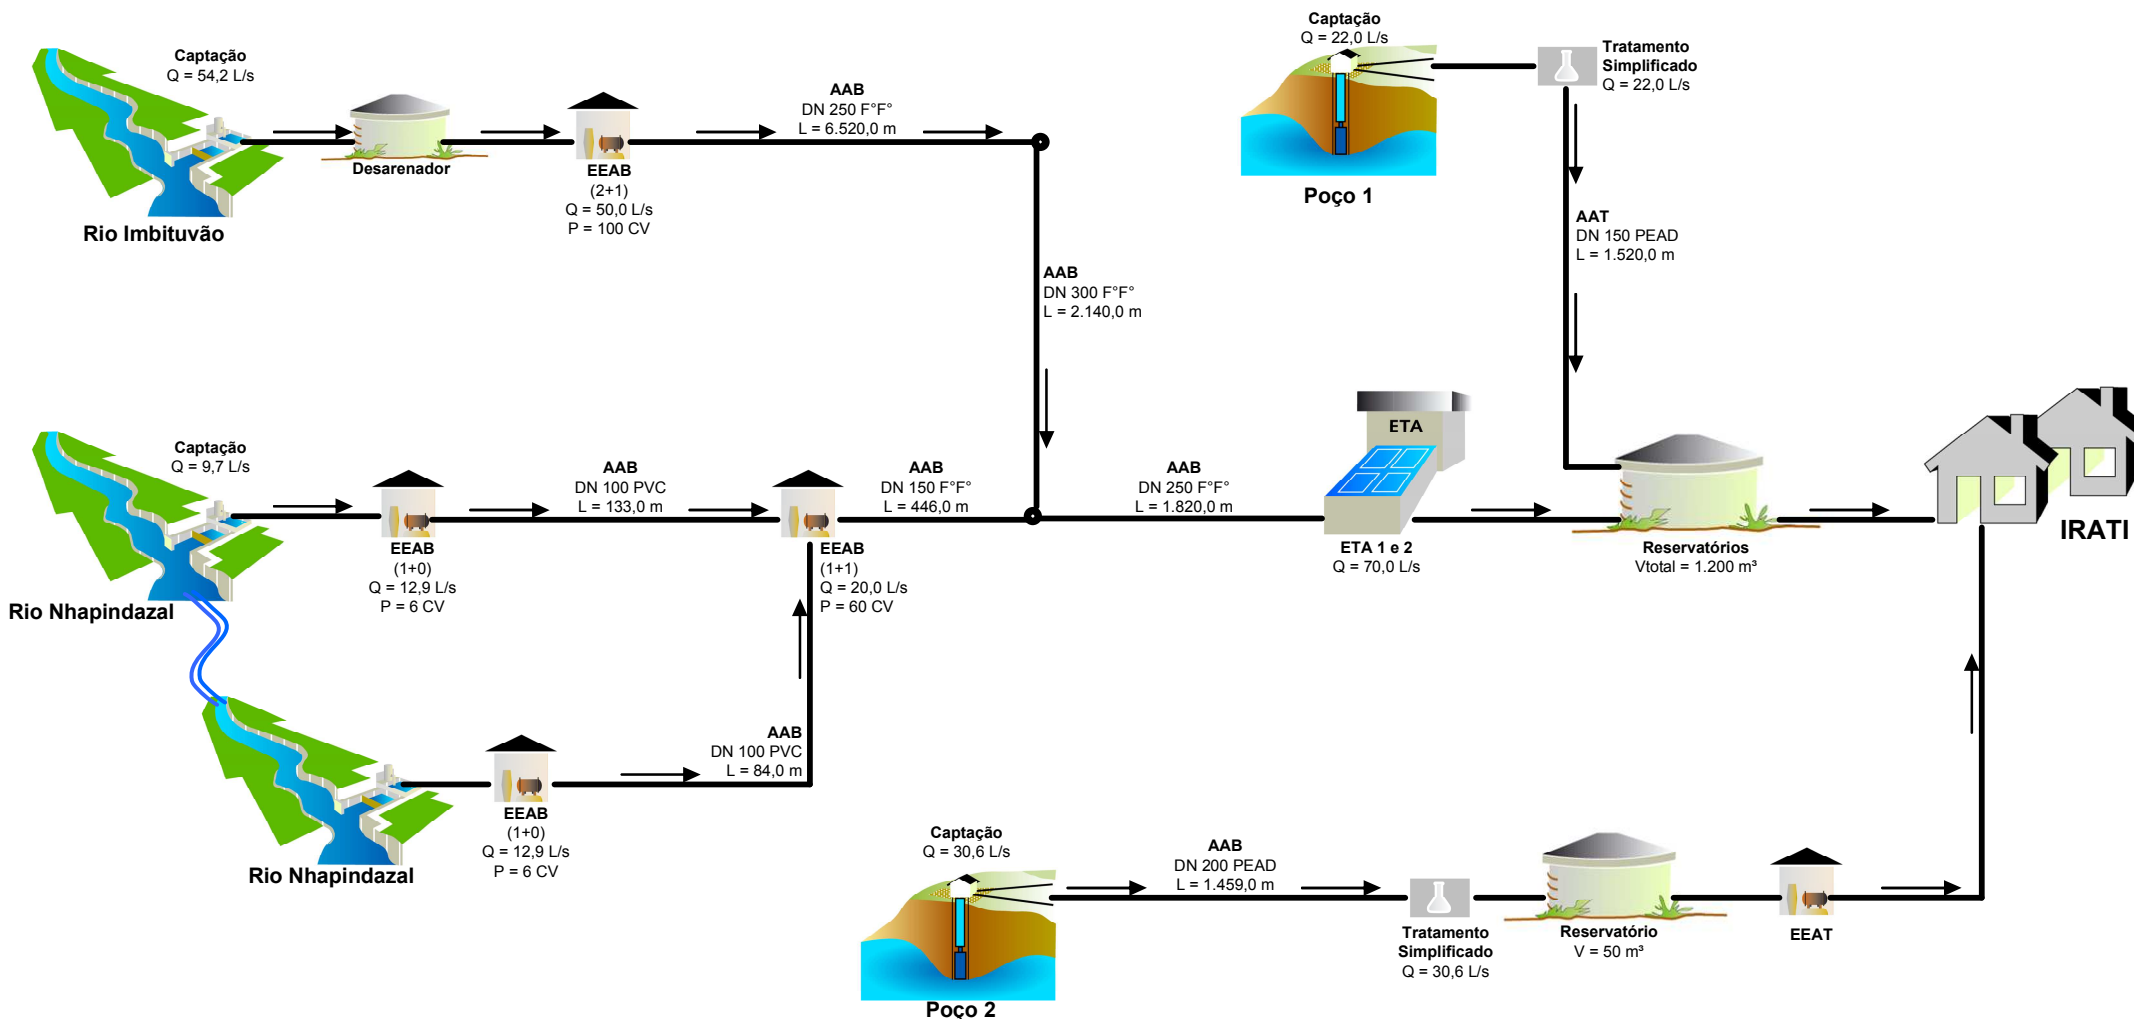 Captação
Q = 54,2 L/s
Rio Imbituvão
Desarenador
EEAB
(2+1)
Q = 50,0 L/s
P = 100 CV
AAB
DN 250 F°F°
L = 6.520,0 m
AAB
DN 300 F°F°
L = 2.140,0 m
Captação
Q = 22,0 L/s
Poço 1
Tratamento
Simplificado
Q = 22,0 L/s
AAT
DN 150 PEAD
L = 1.520,0 m
Captação
Q = 9,7 L/s
Rio Nhapindazal
EEAB
(1+0)
Q = 12,9 L/s
P = 6 CV
AAB
DN 100 PVC
L = 133,0 m
EEAB
(1+1)
Q = 20,0 L/s
P = 60 CV
AAB
DN 150 F°F°
L = 446,0 m
AAB
DN 250 F°F°
L = 1.820,0 m
ETA
ETA 1 e 2
Q = 70,0 L/s
Reservatórios
Vtotal = 1.200 m³
IRATI
Rio Nhapindazal
EEAB
(1+0)
Q = 12,9 L/s
P = 6 CV
AAB
DN 100 PVC
L = 84,0 m
Captação
Q = 30,6 L/s
Poço 2
AAB
DN 200 PEAD
L = 1.459,0 m
Tratamento
Simplificado
Q = 30,6 L/s
Reservatório
V = 50 m³
EEAT